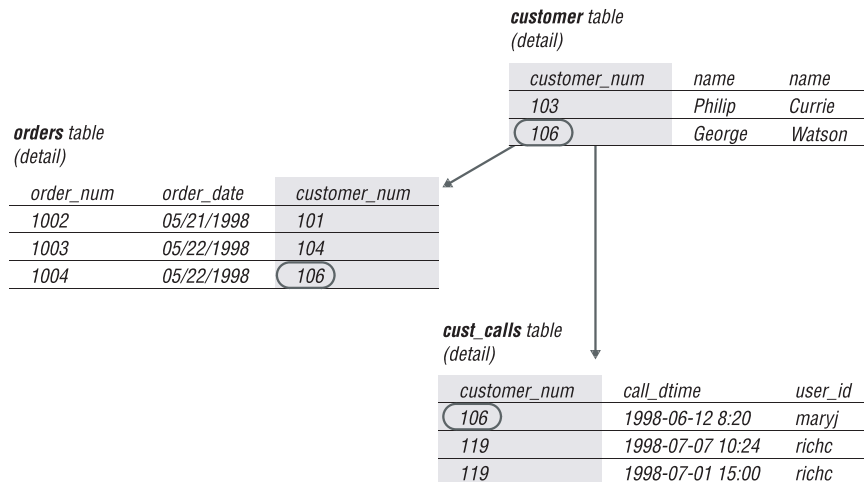 customer table
(detail)
customer_num name name
103 Philip Currie
106 George Watson
orders table
(detail)
order_num order_date customer_num
1002 05/21/1998 101
1003 05/22/1998 104
1004 05/22/1998 106
cust_calls table
(detail)
customer_num call_dtime user_id
106 1998-06-12 8:20 maryj
119 1998-07-07 10:24 richc
119 1998-07-01 15:00 richc